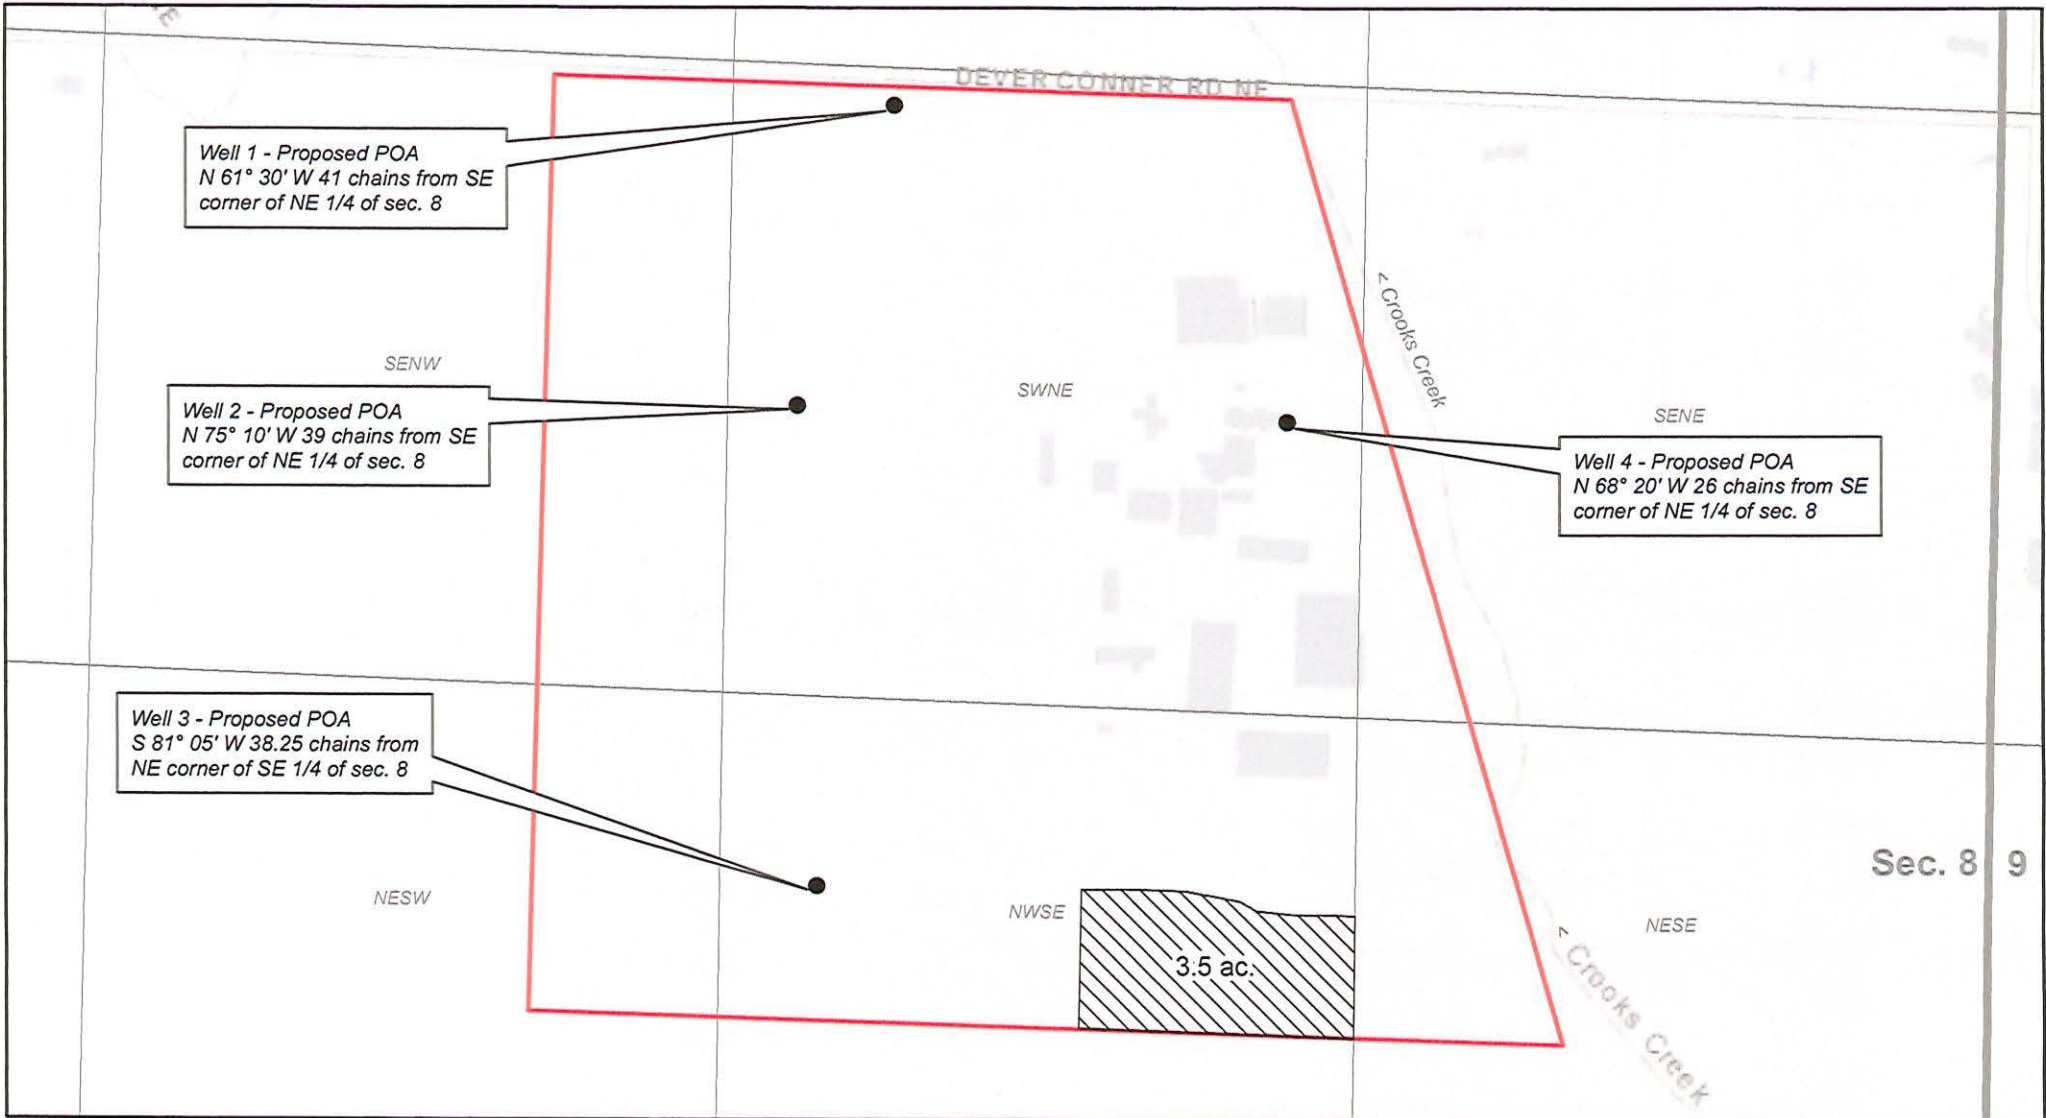 DEVER CONNER RD NE
Well 1 - Proposed POA
N 61° 30' W 41 chains from SE
corner of NE 1/4 of sec. 8
< Crooks Creek
SENW
SWNE
SENE
Well 2 - Proposed POA
N 75° 10' W 39 chains from SE
corner of NE 1/4 of sec. 8
Well 4 - Proposed POA
N 68° 20' W 26 chains from SE
corner of NE 1/4 of sec. 8
Well 3 - Proposed POA
S 81° 05' W 38.25 chains from
NE corner of SE 1/4 of sec. 8
Sec. 8 9
NESW
NWSE
NESE
3.5 ac.
< Crooks Creek